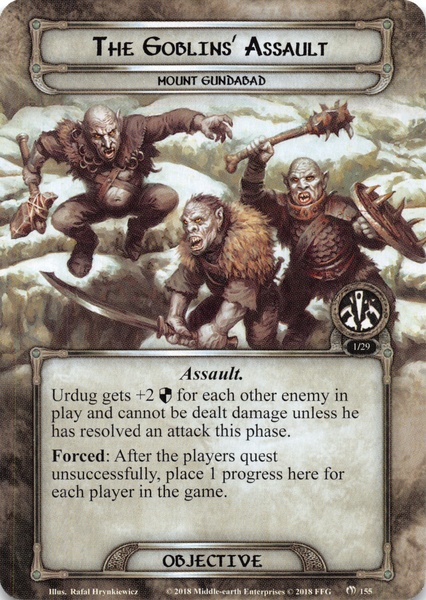 The Goblins' Assault
Mount Gundabad
1/29
Assault.
Urdug gets +2 for each other enemy in
play and cannot be dealt damage unless he
has resolved an attack this phase.
Forced: After the players quest
unsuccessfully, place 1 progress here for
each player in the game.
Objective
Illus. Rafał Hrynkiewicz
©2018 Middle-earth Enterprises ©2018 FFG
155